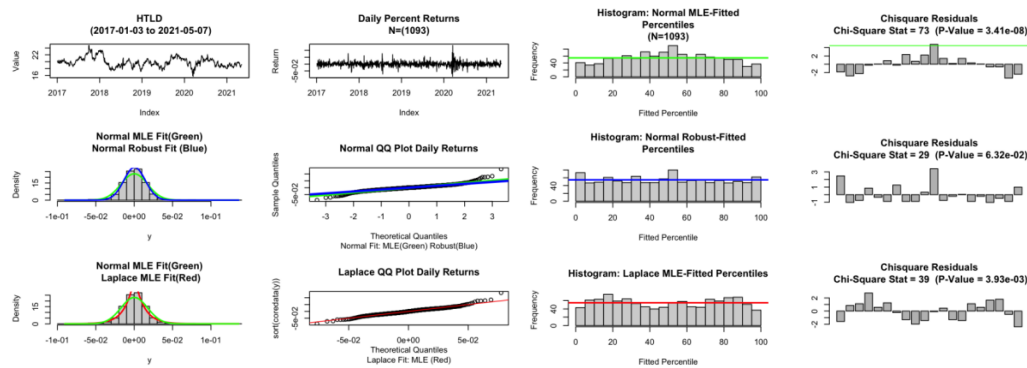 HTLD
(2017-01-03 to 2021-05-07)
Value
16 22
2017 2018 2019 2020 2021
Index
Daily Percent Returns
N=(1093)
Return
-5e-02
2017 2018 2019 2020 2021
Index
Histogram: Normal MLE-Fitted
Percentiles
(N=1093)
Frequency
0 40
0 20 40 60 80 100
Fitted Percentile
Chisquare Residuals
Chi-Square Stat = 73 (P-Value = 3.41e-08)
-2 2
Normal MLE Fit(Green)
Normal Robust Fit (Blue)
Density
0 15
-1e-01 -5e-02 0e+00 5e-02 1e-01
y
Normal QQ Plot Daily Returns
Sample Quantiles
-5e-02
-3 -2 -1 0 1 2 3
Theoretical Quantiles
Normal Fit: MLE(Green) Robust(Blue)
Histogram: Normal Robust-Fitted
Percentiles
Frequency
0 40
0 20 40 60 80 100
Fitted Percentile
Chisquare Residuals
Chi-Square Stat = 29 (P-Value = 6.32e-02)
-1 1 3
Normal MLE Fit(Green)
Laplace MLE Fit(Red)
Density
0 15
-1e-01 -5e-02 0e+00 5e-02 1e-01
y
Laplace QQ Plot Daily Returns
sort(coredata(y))
-5e-02
-5e-02 0e+00 5e-02
Theoretical Quantiles
Laplace Fit: MLE (Red)
Histogram: Laplace MLE-Fitted Percentiles
Frequency
0 40
0 20 40 60 80 100
Fitted Percentile
Chisquare Residuals
Chi-Square Stat = 39 (P-Value = 3.93e-03)
-2 0 2